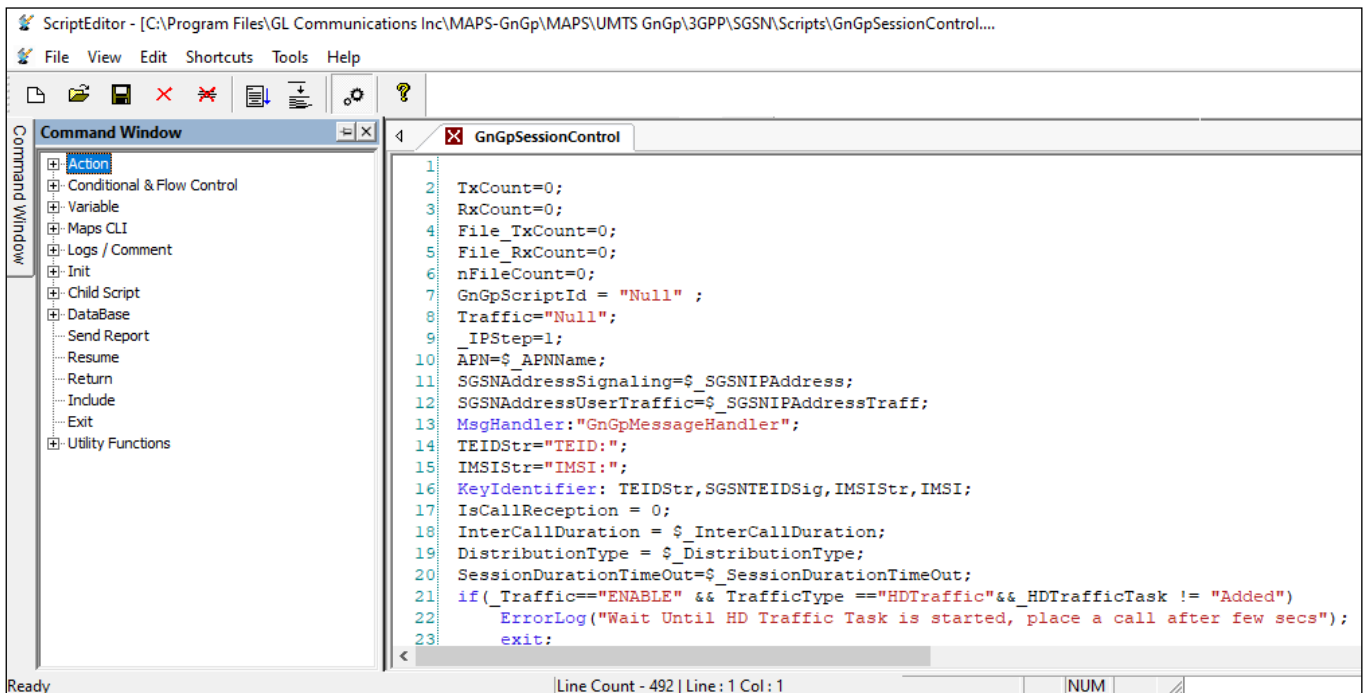 ScriptEditor - [C:\Program Files\GL Communications Inc\MAPS-GnGp\MAPS\UMTS GnGp\3GPP\SGSN\Scripts\GnGpSessionControl....
File View Edit Shortcuts Tools Help
Command Window
Command Window
Action
Conditional & Flow Control
Variable
Maps CLI
Logs / Comment
Init
Child Script
DataBase
Send Report
Resume
Return
Include
Exit
Utility Functions
GnGpSessionControl
1
2 TxCount=0;
3 RxCount=0;
4 File_TxCount=0;
5 File_RxCount=0;
6 nFileCount=0;
7 GnGpScriptId = "Null" ;
8 Traffic="Null";
9 _IPStep=1;
10 APN=$_APNName;
11 SGSNAddressSignaling=$_SGSNIPAddress;
12 SGSNAddressUserTraffic=$_SGSNIPAddressTraff;
13 MsgHandler:"GnGpMessageHandler";
14 TEIDStr="TEID:";
15 IMSIStr="IMSI:";
16 KeyIdentifier: TEIDStr,SGSNTEIDSig,IMSIStr,IMSI;
17 IsCallReception = 0;
18 InterCallDuration = $_InterCallDuration;
19 DistributionType = $_DistributionType;
20 SessionDurationTimeOut=$_SessionDurationTimeOut;
21 if(_Traffic=="ENABLE" && TrafficType =="HDTraffic"&&_HDTrafficTask != "Added")
22 ErrorLog("Wait Until HD Traffic Task is started, place a call after few secs");
23 exit;
Ready
Line Count - 492 | Line : 1 Col : 1
NUM